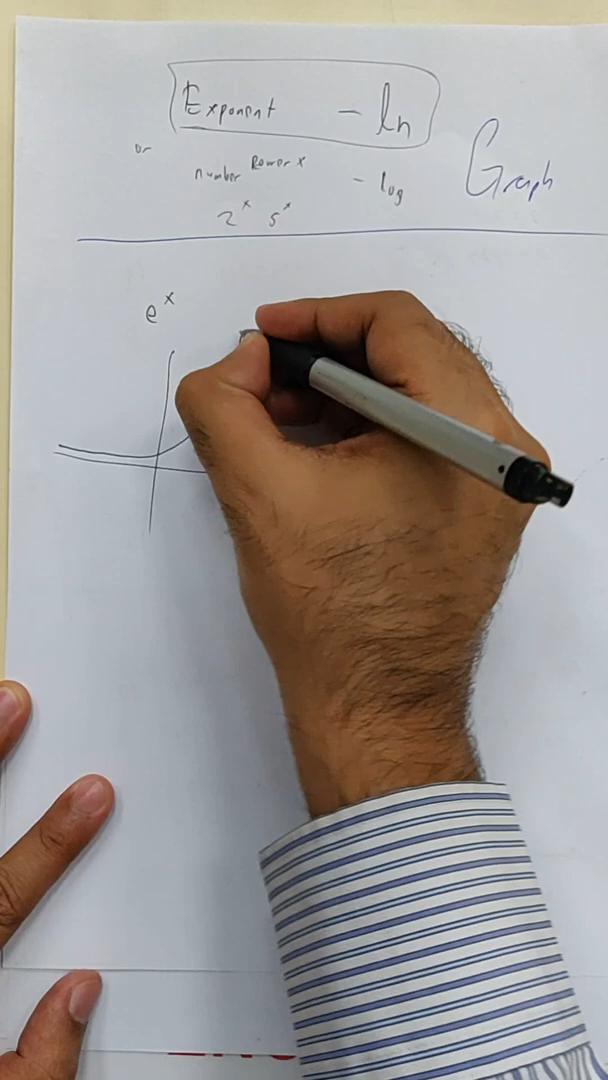 Exponent - ln
or
number Power x - log
2^x 5^x
Graph
e^x